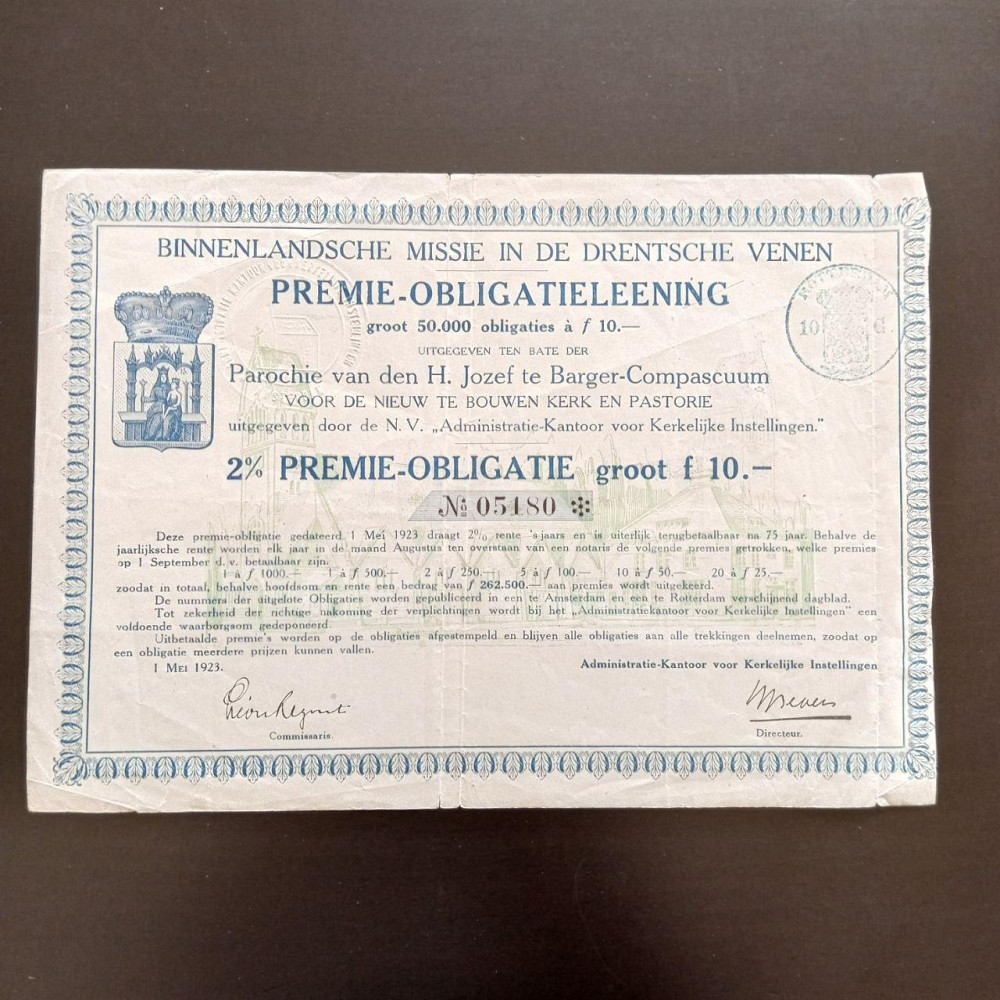 BINNENLANDSCHE MISSIE IN DE DRENTSCHE VENEN
PREMIE-OBLIGATIELEENING
groot 50.000 obligaties à f 10.—
UITGEGEVEN TEN BATE DER
Parochie van den H. Jozef te Barger-Compascuum
VOOR DE NIEUW TE BOUWEN KERK EN PASTORIE
uitgegeven door de N.V. „Administratie-Kantoor voor Kerkelijke Instellingen."
10 G.
2% PREMIE-OBLIGATIE groot f 10.—
No 05180
Deze premie-obligatie gedateerd 1 Mei 1923 draagt 2% rente 's jaars en is uiterlijk terugbetaalbaar na 75 jaar. Behalve de
jaarlijksche rente worden elk jaar in de maand Augustus ten overstaan van een notaris de volgende premies getrokken, welke premies
op 1 September d.v. betaalbaar zijn.
1 à f 1000.— 1 à f 500.— 2 à f 250.— 5 à f 100.— 10 à f 50.— 20 à f 25.—
zoodat in totaal, behalve hoofdsom en rente een bedrag van f 262.500.— aan premies wordt uitgekeerd.
De nummers der uitgelote Obligaties worden gepubliceerd in een te Amsterdam en een te Rotterdam verschijnend dagblad.
Tot zekerheid der richtige nakoming der verplichtingen wordt bij het „Administratiekantoor voor Kerkelijke Instellingen" een
voldoende waarborgsom gedeponeerd.
Uitbetaalde premie's worden op de obligaties afgestempeld en blijven alle obligaties aan alle trekkingen deelnemen, zoodat op
een obligatie meerdere prijzen kunnen vallen.
1 MEI 1923.
Administratie-Kantoor voor Kerkelijke Instellingen
Commissaris.
Directeur.